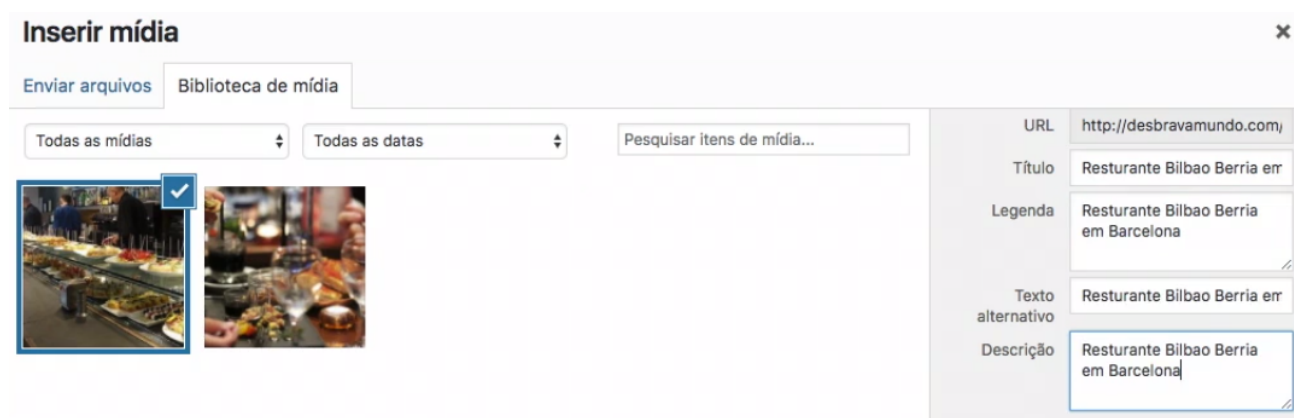 Inserir mídia
×
Enviar arquivos
Biblioteca de mídia
Todas as mídias
Todas as datas
Pesquisar itens de mídia...
URL
http://desbravamundo.com/
Título
Resturante Bilbao Berria em
Legenda
Resturante Bilbao Berria
em Barcelona
Texto
alternativo
Resturante Bilbao Berria em
Descrição
Resturante Bilbao Berria
em Barcelona